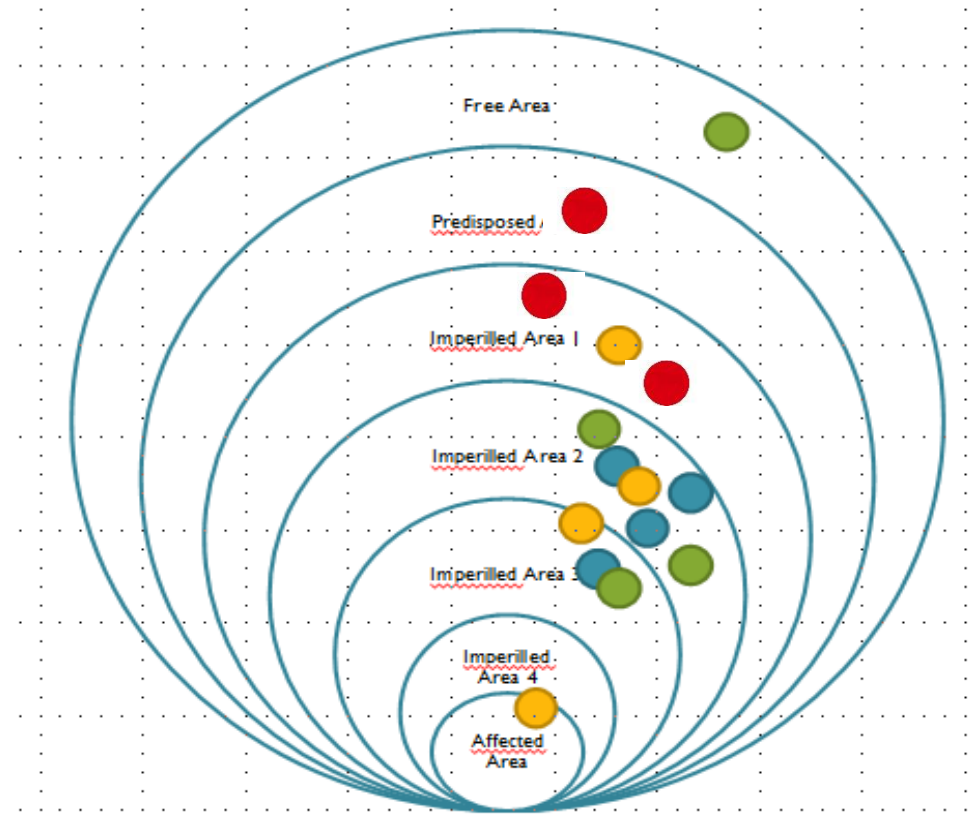 Free Area
Predisposed
Imperilled Area 1
Imperilled Area 2
Imperilled Area 3
Imperilled
Area 4
Affected
Area